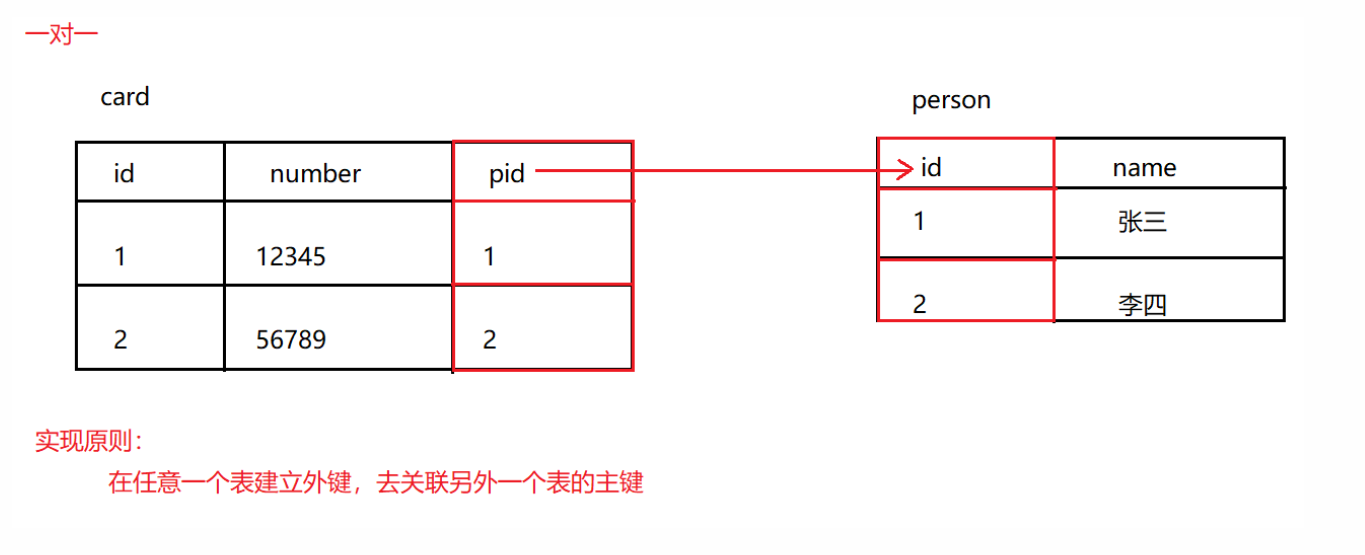 一对一
card
person
id number pid
id name
1 12345 1
1 张三
2 56789 2
2 李四
实现原则：
在任意一个表建立外键，去关联另外一个表的主键